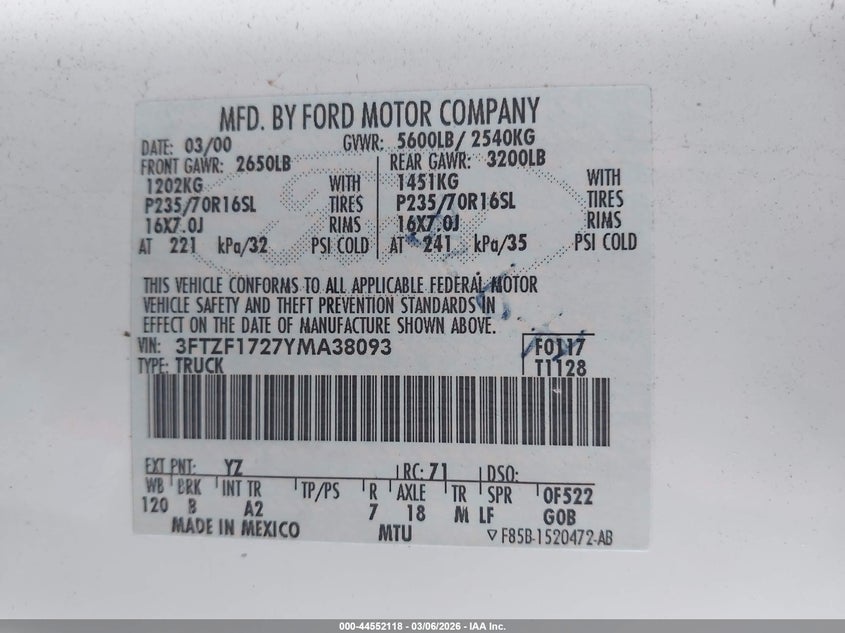 MFD. BY FORD MOTOR COMPANY
DATE: 03/00 GVWR: 5600LB/ 2540KG
FRONT GAWR: 2650LB REAR GAWR: 3200LB
1202KG WITH 1451KG WITH
P235/70R16SL TIRES P235/70R16SL TIRES
16X7.0J RIMS 16X7.0J RIMS
AT 221 kPa/32 PSI COLD AT 241 kPa/35 PSI COLD
THIS VEHICLE CONFORMS TO ALL APPLICABLE FEDERAL MOTOR
VEHICLE SAFETY AND THEFT PREVENTION STANDARDS IN
EFFECT ON THE DATE OF MANUFACTURE SHOWN ABOVE.
VIN: 3FTZF1727YMA38093 F0117
TYPE: TRUCK T1128
EXT PNT: YZ RC: 71 DSO:
WB BRK INT TR TP/PS R AXLE TR SPR OF522
120 B A2 7 18 M LF GOB
MADE IN MEXICO MTU ▽ F85B-1520472-AB
000-44552118 - 03/06/2026 - IAA Inc.